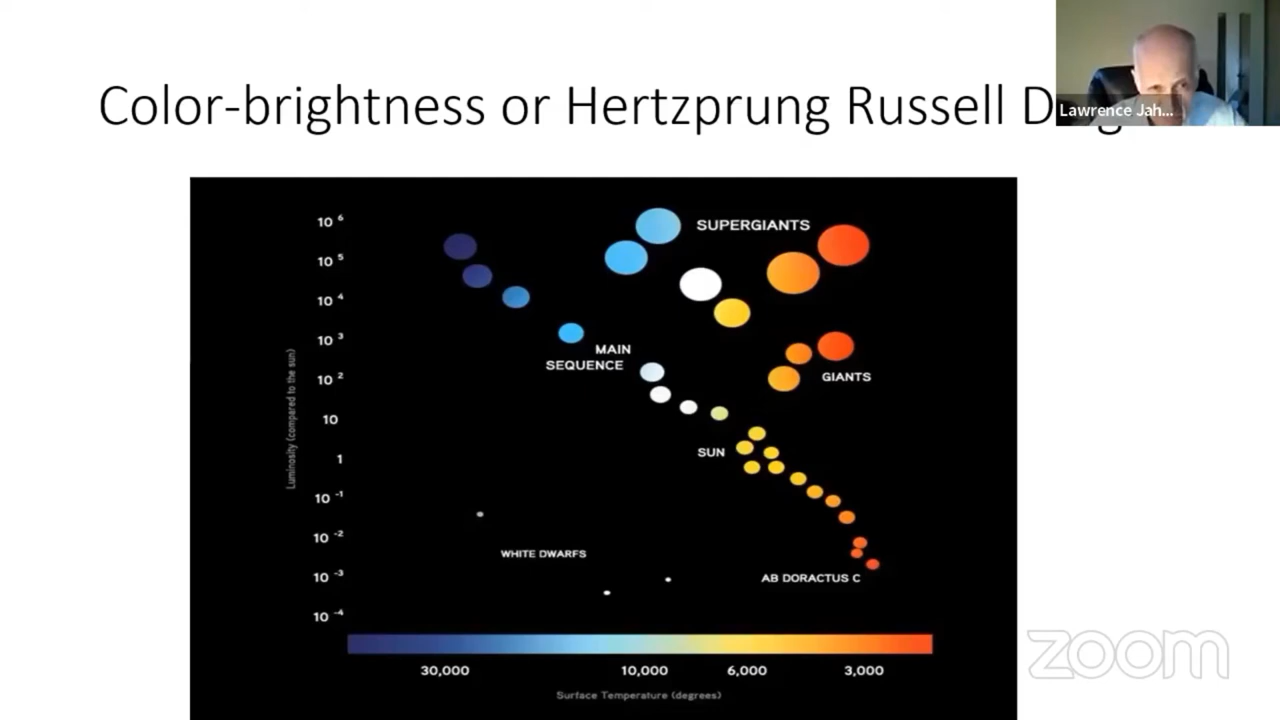 Color-brightness or Hertzprung Russell
Lawrence Jah...
10 6
10 5
10 4
10 3
10 2
10
1
10 -1
10 -2
10 -3
10 -4
Luminosity (compared to the sun)
SUPERGIANTS
MAIN
SEQUENCE
GIANTS
SUN
WHITE DWARFS
AB DORACTUS C
30,000 10,000 6,000 3,000
Surface Temperature (degrees)
zoom